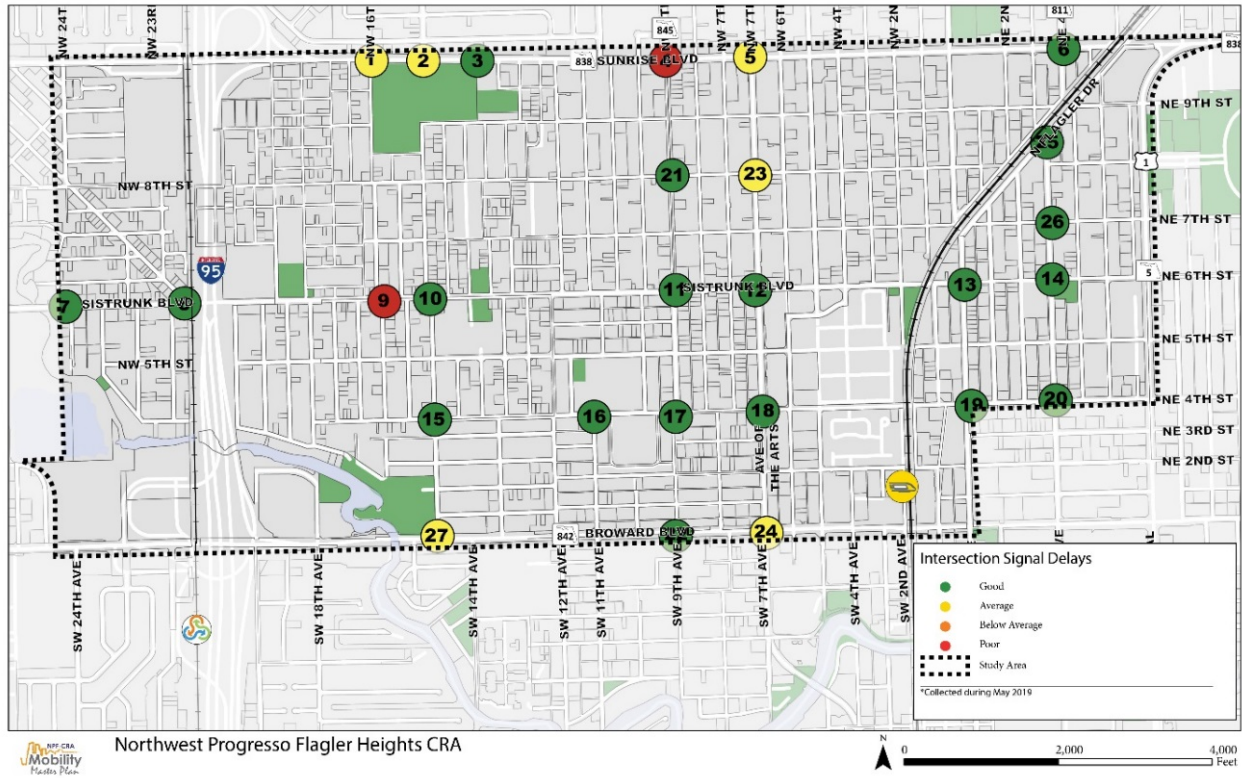 NW 24T
NW 23R
NW 16T
845
NW 7TH
NW 7TH
NW 6TH
NW 4T
NW 2N
NE 2N
811
NE 4
1
2
3
838
SUNRISE BLVD
5
838
NE 9TH ST
NE FLAGLER DR
NW 8TH ST
21
23
1
26
NE 7TH ST
95
5
NE 6TH ST
7
SISTRUNK BLVD
9
10
11
SISTRUNK BLVD
12
13
14
NE 5TH ST
NW 5TH ST
15
16
17
18
19
20
NE 4TH ST
AVE OF
THE ARTS
NE 3RD ST
NE 2ND ST
27
842
BROWARD BLVD
24
SW 24TH AVE
SW 18TH AVE
SW 14TH AVE
SW 12TH AVE
SW 11TH AVE
SW 9TH AVE
SW 7TH AVE
SW 4TH AVE
SW 2ND AVE
Intersection Signal Delays
Good
Average
Below Average
Poor
Study Area
*Collected during May 2019
NPF-CRA
Mobility
Master Plan
Northwest Progresso Flagler Heights CRA
N
0 2,000 4,000
Feet